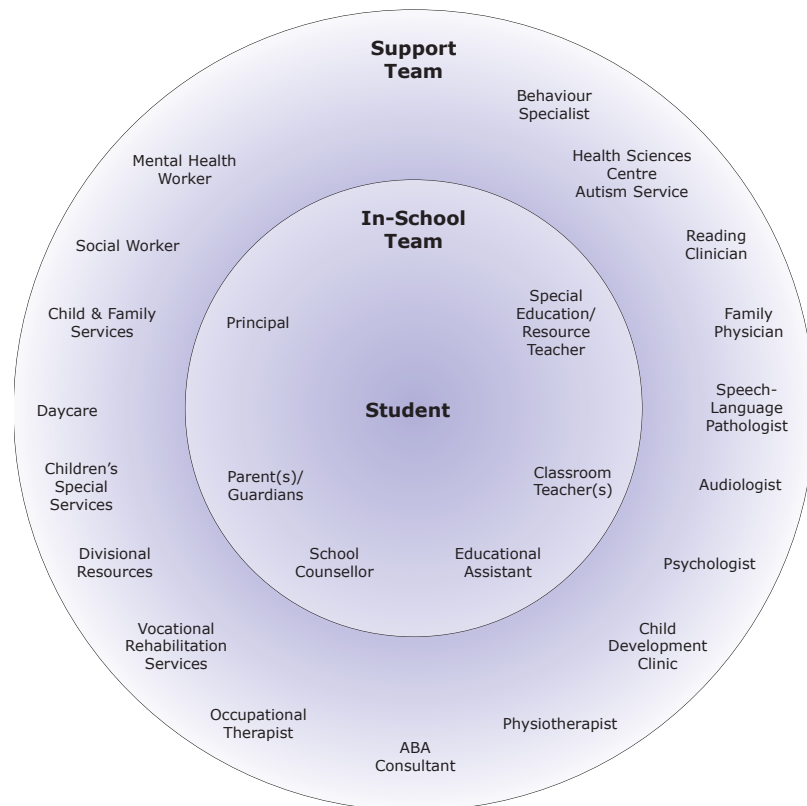 Support
Team
Behaviour
Specialist
Mental Health
Worker
Health Sciences
Centre
Autism Service
In-School
Team
Social Worker
Reading
Clinician
Child & Family
Services
Principal
Special
Education/
Resource
Teacher
Family
Physician
Daycare
Student
Speech-
Language
Pathologist
Children’s
Special
Services
Parent(s)/
Guardians
Classroom
Teacher(s)
Audiologist
Divisional
Resources
School
Counsellor
Educational
Assistant
Psychologist
Vocational
Rehabilitation
Services
Child
Development
Clinic
Occupational
Therapist
ABA
Consultant
Physiotherapist